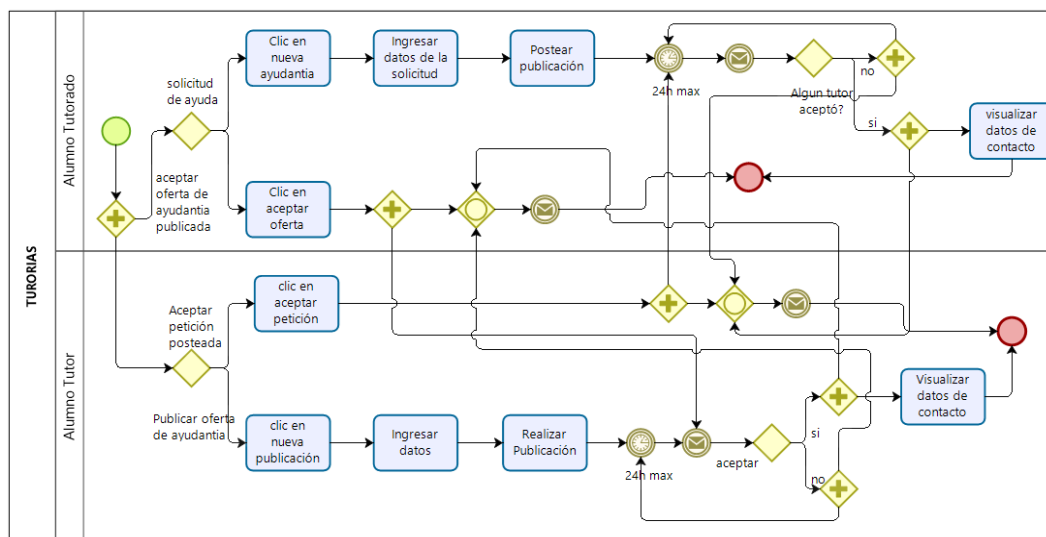 TURORIAS
Alumno Tutorado
solicitud
de ayuda
aceptar
oferta de
ayudantia
publicada
Clic en
nueva
ayudantia
Ingresar
datos de la
solicitud
Postear
publicación
24h max
Algun tutor
aceptó?
no
si
visualizar
datos de
contacto
Clic en
aceptar
oferta
Alumno Tutor
Aceptar
petición
posteada
Publicar oferta
de ayudantia
clic en
aceptar
petición
clic en
nueva
publicación
Ingresar
datos
Realizar
Publicación
24h max
aceptar
si
no
Visualizar
datos de
contacto